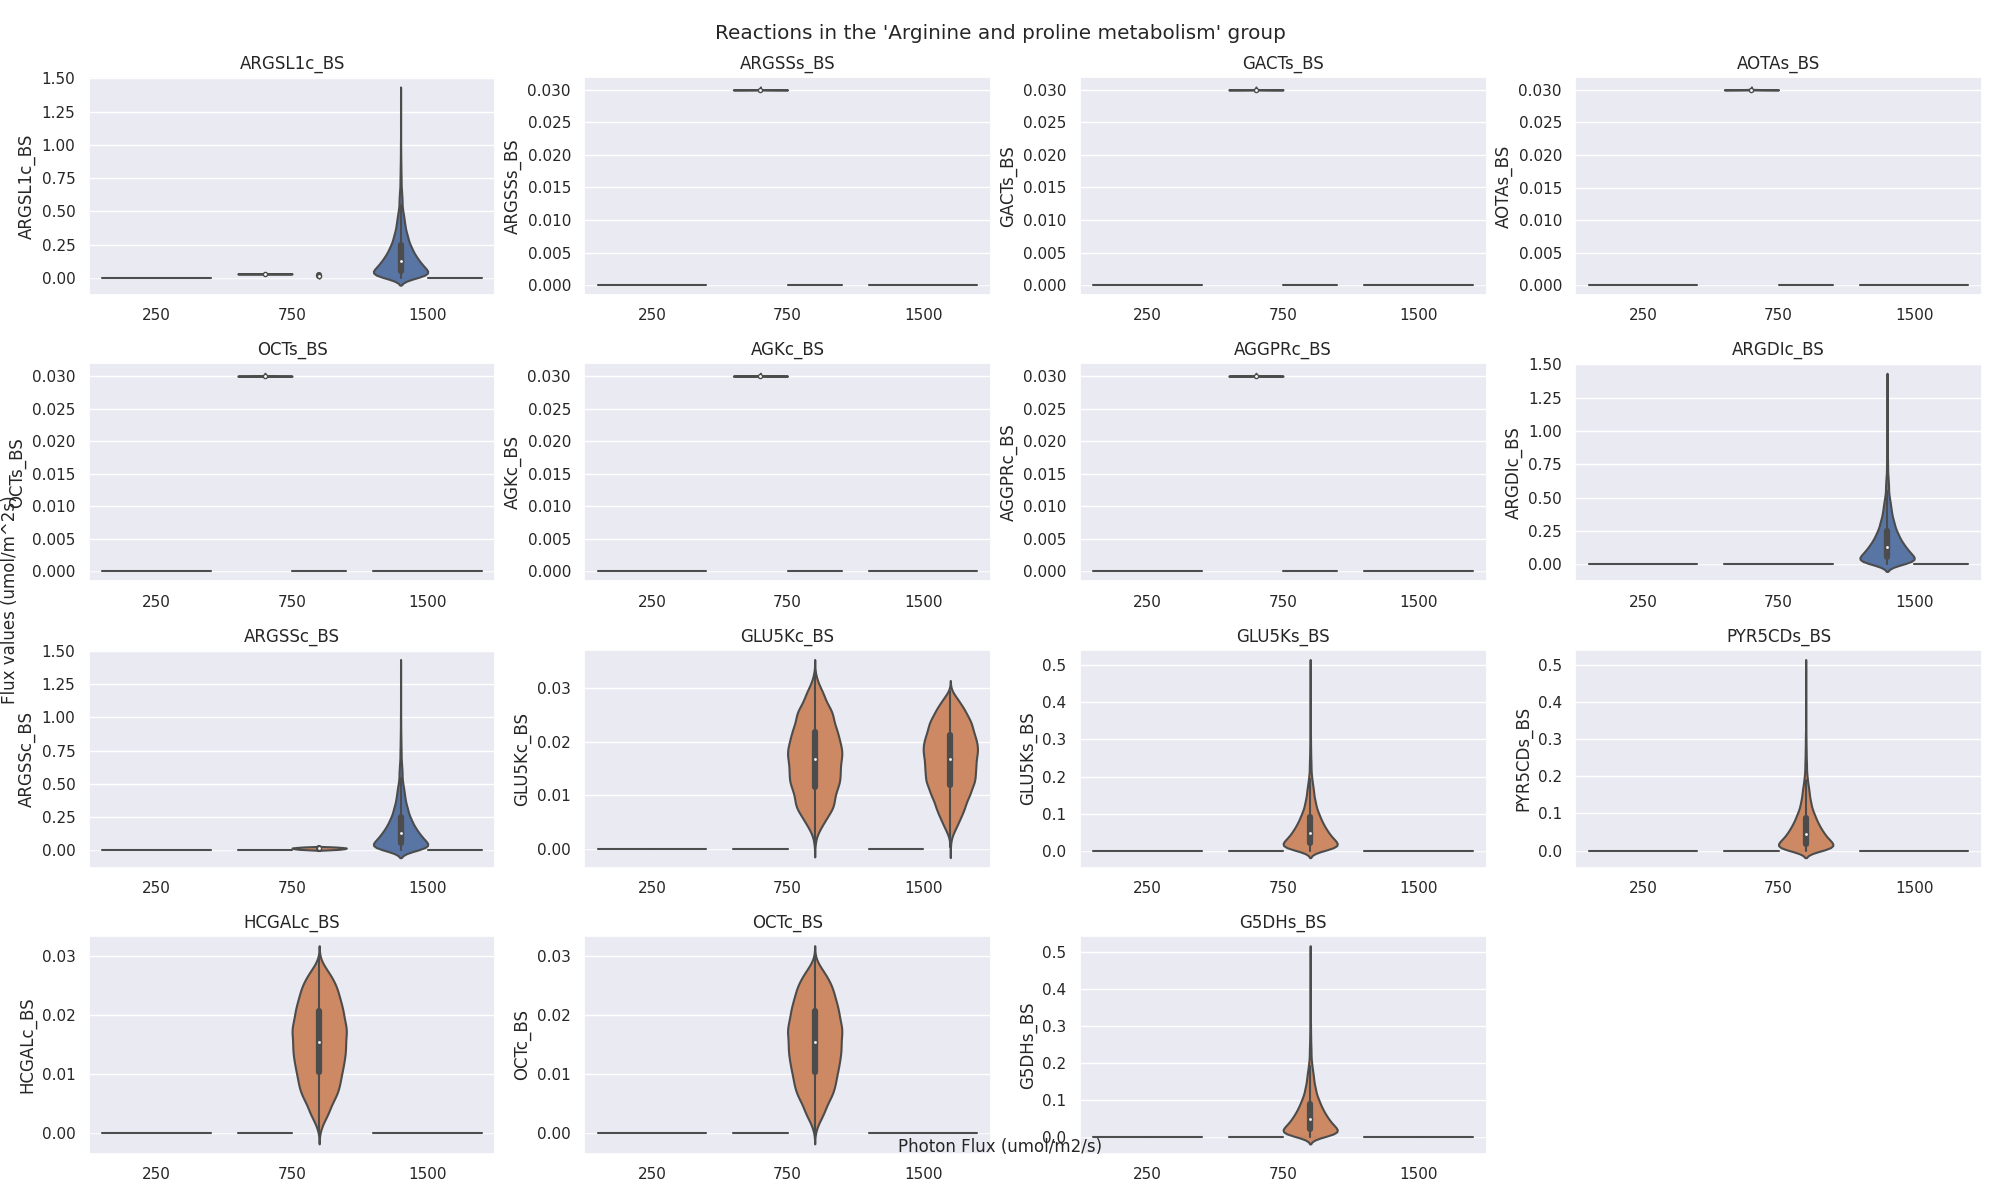 Reactions in the 'Arginine and proline metabolism' group
ARGSL1c_BS
ARGSL1c_BS
1.50
1.25
1.00
0.75
0.50
0.25
0.00
250 750 1500
ARGSSs_BS
ARGSSs_BS
0.030
0.025
0.020
0.015
0.010
0.005
0.000
250 750 1500
GACTs_BS
GACTs_BS
0.030
0.025
0.020
0.015
0.010
0.005
0.000
250 750 1500
AOTAs_BS
AOTAs_BS
0.030
0.025
0.020
0.015
0.010
0.005
0.000
250 750 1500
OCTs_BS
OCTs_BS
0.030
0.025
0.020
0.015
0.010
0.005
0.000
250 750 1500
AGKc_BS
AGKc_BS
0.030
0.025
0.020
0.015
0.010
0.005
0.000
250 750 1500
AGGPRc_BS
AGGPRc_BS
0.030
0.025
0.020
0.015
0.010
0.005
0.000
250 750 1500
ARGDIc_BS
ARGDIc_BS
1.50
1.25
1.00
0.75
0.50
0.25
0.00
250 750 1500
Flux values (umol/m^2s)
ARGSSc_BS
ARGSSc_BS
1.50
1.25
1.00
0.75
0.50
0.25
0.00
250 750 1500
GLU5Kc_BS
GLU5Kc_BS
0.03
0.02
0.01
0.00
250 750 1500
GLU5Ks_BS
GLU5Ks_BS
0.5
0.4
0.3
0.2
0.1
0.0
250 750 1500
PYR5CDs_BS
PYR5CDs_BS
0.5
0.4
0.3
0.2
0.1
0.0
250 750 1500
HCGALc_BS
HCGALc_BS
0.03
0.02
0.01
0.00
250 750 1500
OCTc_BS
OCTc_BS
0.03
0.02
0.01
0.00
250 750 1500
G5DHs_BS
G5DHs_BS
0.5
0.4
0.3
0.2
0.1
0.0
250 750 1500
Photon Flux (umol/m2/s)